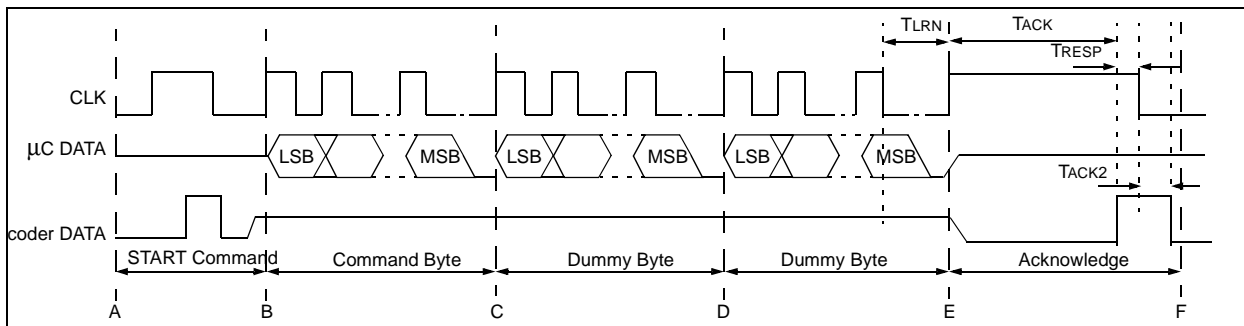 TLRN
TACK
TRESP
CLK
µC DATA
LSB
MSB
LSB
MSB
LSB
MSB
TACK2
coder DATA
START Command
Command Byte
Dummy Byte
Dummy Byte
Acknowledge
A
B
C
D
E
F